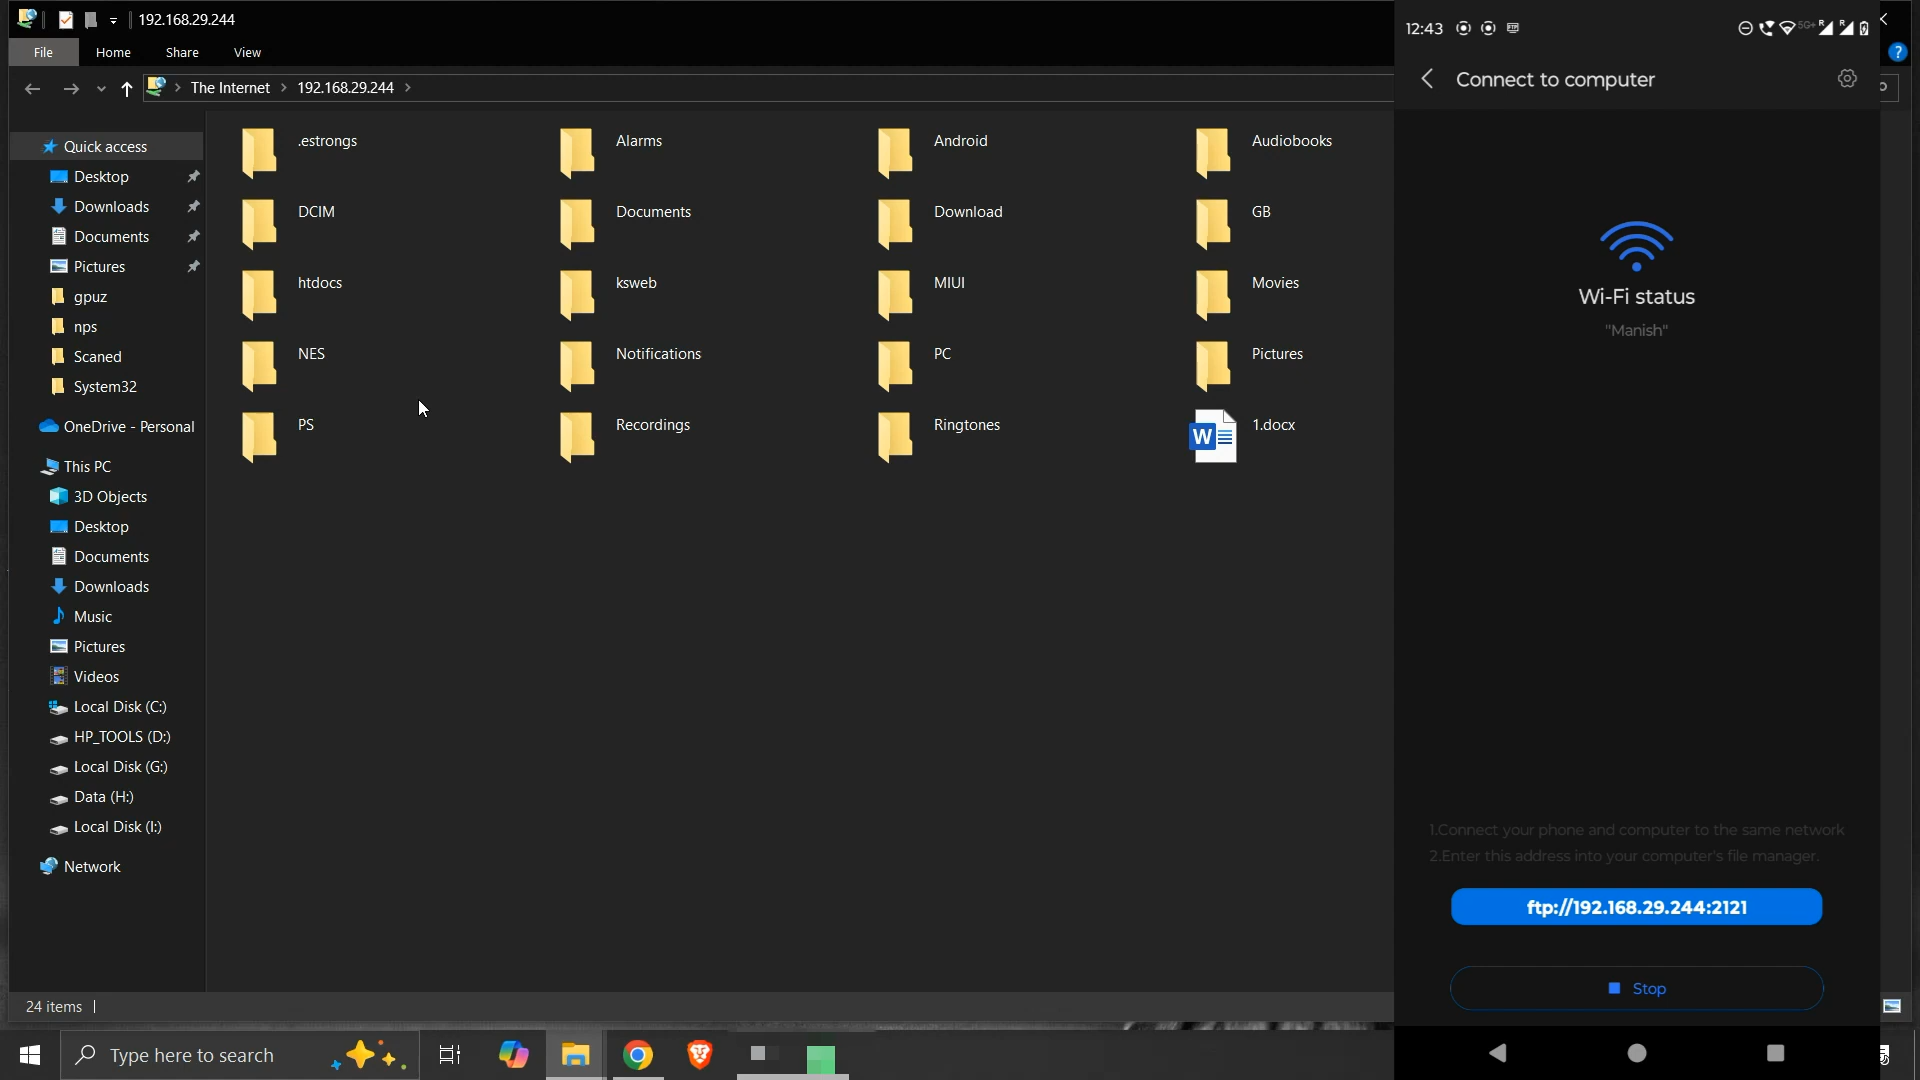 192.168.29.244
File Home Share View
The Internet 192.168.29.244
Quick access
Desktop
Downloads
Documents
Pictures
gpuz
nps
Scaned
System32
OneDrive - Personal
This PC
3D Objects
Desktop
Documents
Downloads
Music
Pictures
Videos
Local Disk (C:)
HP_TOOLS (D:)
Local Disk (G:)
Data (H:)
Local Disk (I:)
Network
.estrongs Alarms Android Audiobooks
DCIM Documents Download GB
htdocs ksweb MIUI Movies
NES Notifications PC Pictures
PS Recordings Ringtones 1.docx
24 items
Type here to search
12:43 5G+
Connect to computer
Wi-Fi status
"Manish"
1.Connect your phone and computer to the same network
2.Enter this address into your computer's file manager.
ftp://192.168.29.244:2121
Stop